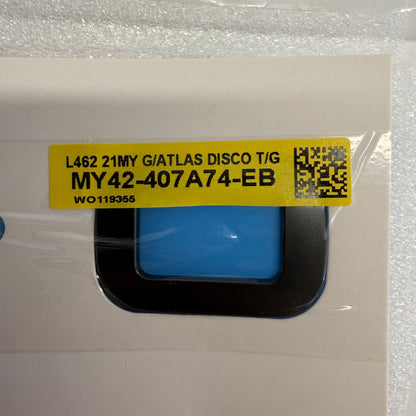 L462 21MY G/ATLAS DISCO T/G
MY42-407A74-EB
WO119355